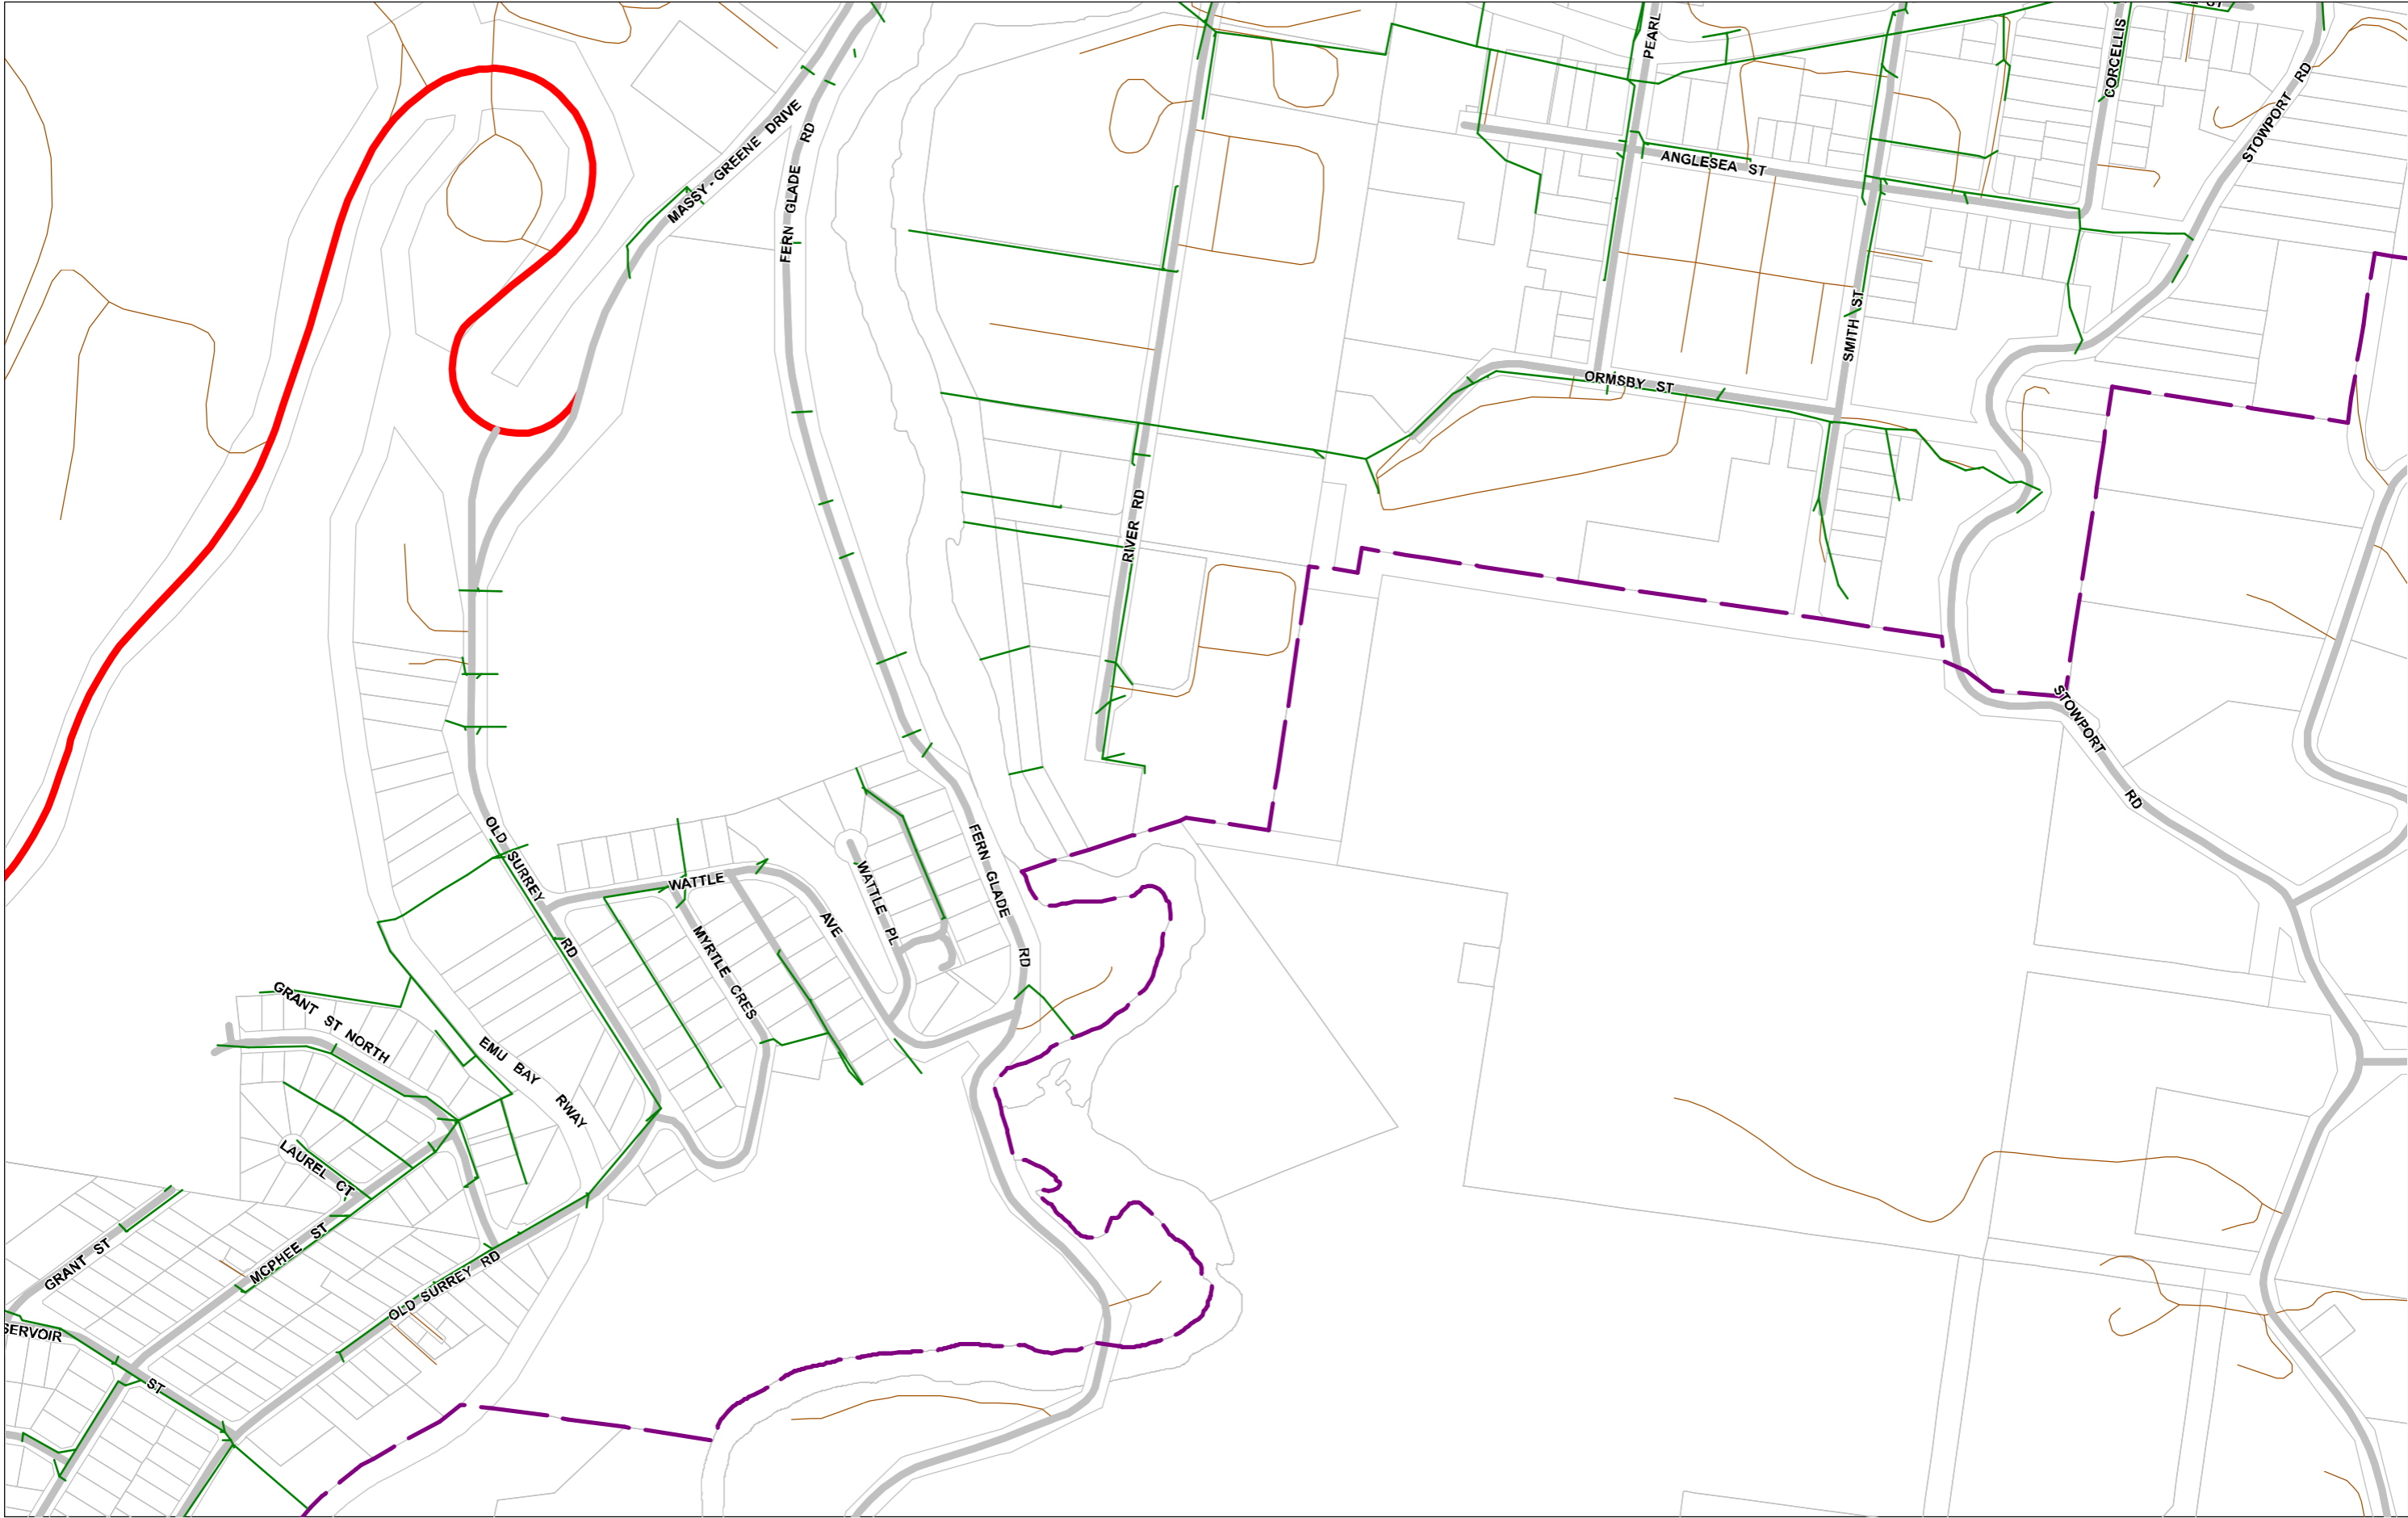 ST
PEARL
CORCELLIS
STOWPORT RD
MASSY - GREENE DRIVE
FERN GLADE RD
ANGLESEA ST
SMITH ST
ORMSBY ST
RIVER RD
STOWPORT RD
OLD SURREY RD
WATTLE AVE
WATTLE PL
FERN GLADE RD
MYRTLE CRES
GRANT ST NORTH
EMU BAY RWAY
LAUREL CT
GRANT ST
MCPHEE ST
OLD SURREY RD
SERVOIR ST